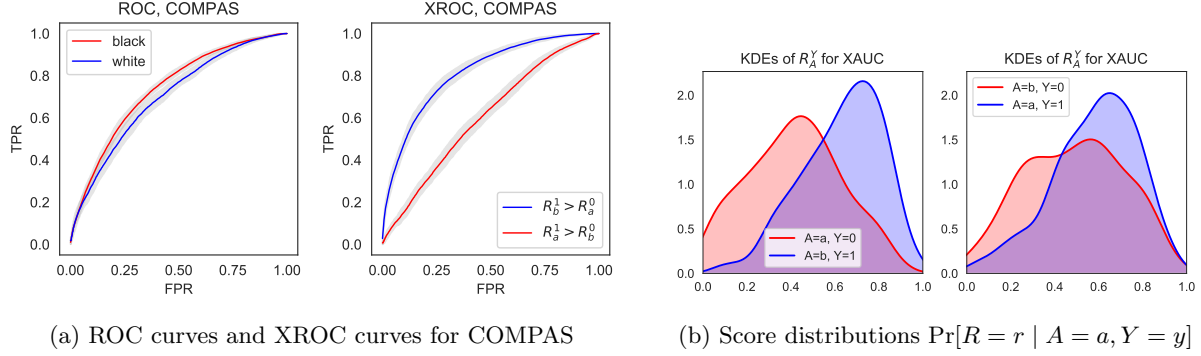 ROC, COMPAS
TPR
1.0
0.8
0.6
0.4
0.2
0.0
black
white
0.00 0.25 0.50 0.75 1.00
FPR
XROC, COMPAS
TPR
1.0
0.8
0.6
0.4
0.2
0.0
$R_b^1 > R_a^0$
$R_a^1 > R_b^0$
0.00 0.25 0.50 0.75 1.00
FPR
(a) ROC curves and XROC curves for COMPAS
KDEs of $R_A^Y$ for XAUC
2.0
1.5
1.0
0.5
0.0
A=a, Y=0
A=b, Y=1
0.0 0.2 0.4 0.6 0.8 1.0
KDEs of $R_A^Y$ for XAUC
A=b, Y=0
A=a, Y=1
2.0
1.5
1.0
0.5
0.0
0.0 0.2 0.4 0.6 0.8 1.0
(b) Score distributions Pr[R = r | A = a, Y = y]